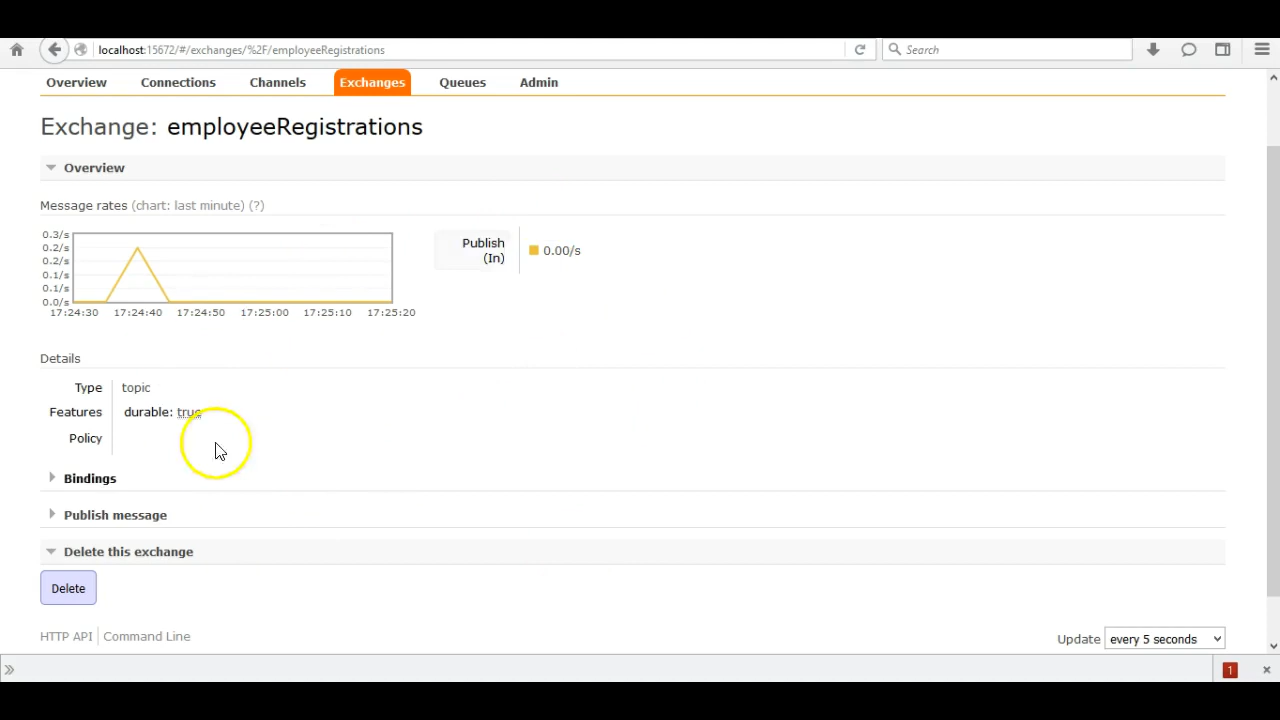 localhost:15672/#/exchanges/%2F/employeeRegistrations
Search
Overview Connections Channels Exchanges Queues Admin
Exchange: employeeRegistrations
Overview
Message rates (chart: last minute) (?)
0.3/s
0.2/s
0.2/s
0.1/s
0.1/s
0.0/s
17:24:30 17:24:40 17:24:50 17:25:00 17:25:10 17:25:20
Publish
(In)
0.00/s
Details
Type topic
Features durable: true
Policy
Bindings
Publish message
Delete this exchange
Delete
HTTP API Command Line
Update every 5 seconds
1